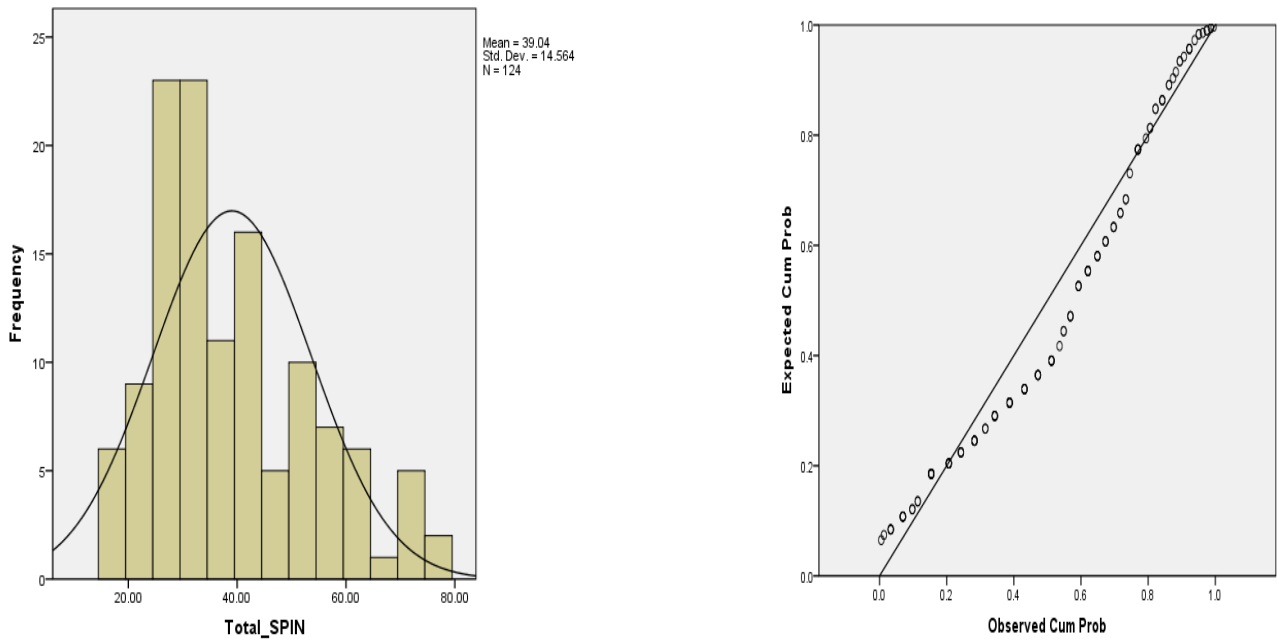 25
20
15
10
5
0
Frequency
20.00 40.00 60.00 80.00
Total_SPIN
Mean = 39.04
Std. Dev. = 14.564
N = 124
1.0
0.8
0.6
0.4
0.2
0.0
Expected Cum Prob
0.0 0.2 0.4 0.6 0.8 1.0
Observed Cum Prob